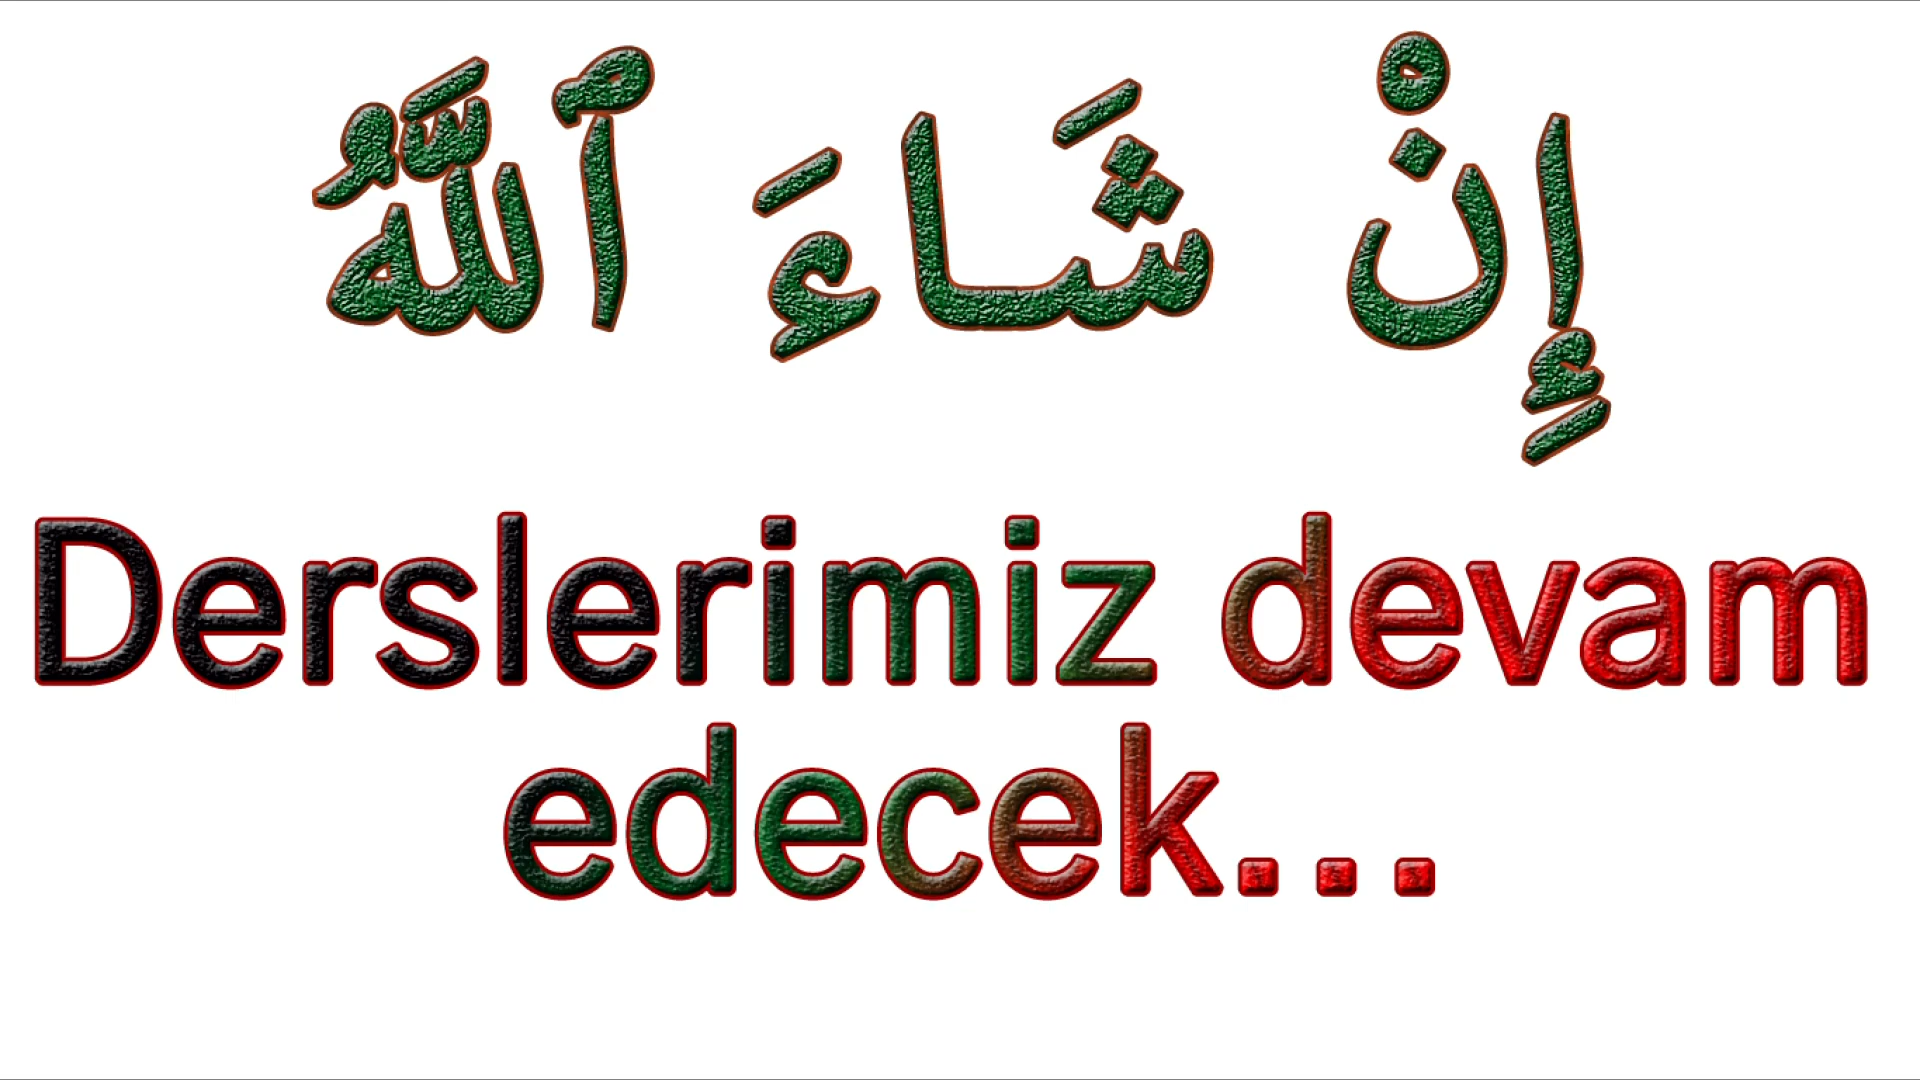 إِنْ شَاءَ ٱللَّٰهُ
Derslerimiz devam
edecek...